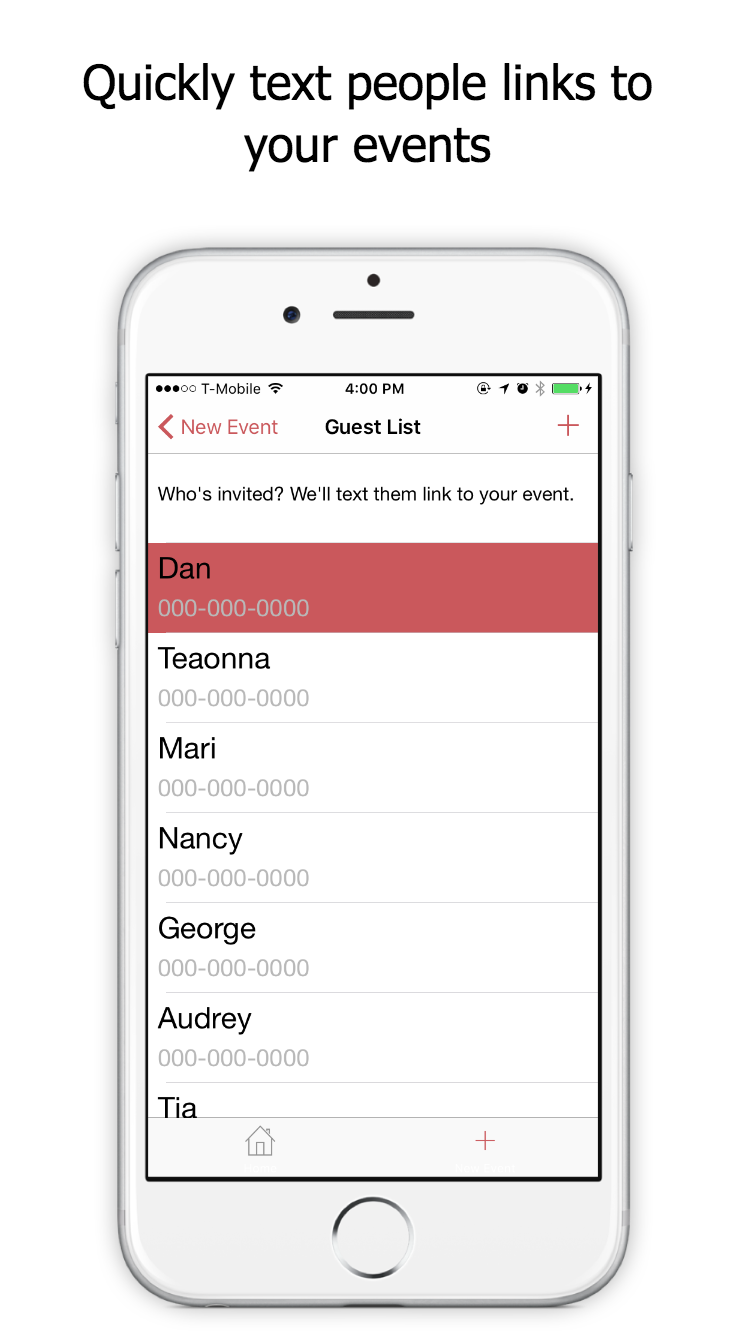 Quickly text people links to
your events
T-Mobile 4:00 PM
New Event Guest List
Who's invited? We'll text them link to your event.
Dan
000-000-0000
Teaonna
000-000-0000
Mari
000-000-0000
Nancy
000-000-0000
George
000-000-0000
Audrey
000-000-0000
Tia